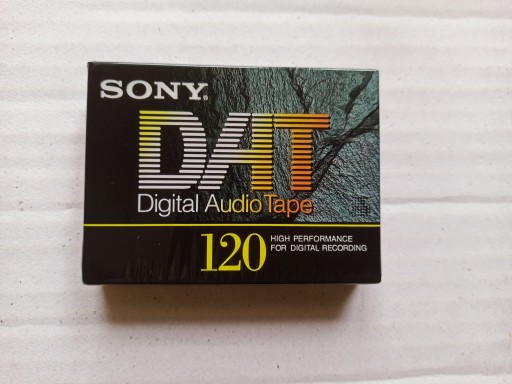 SONY®
DAT
Digital Audio Tape
120
HIGH PERFORMANCE
FOR DIGITAL RECORDING